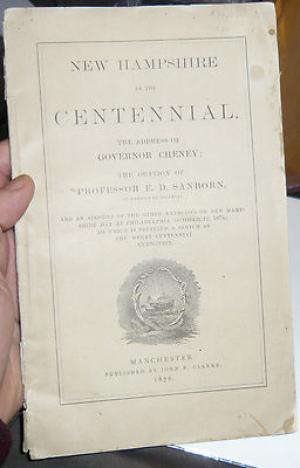 NEW HAMPSHIRE
AT THE
CENTENNIAL.
THE ADDRESS OF
GOVERNOR CHENEY;
THE ORATION OF
PROFESSOR E. D. SANBORN,
AND AN ACCOUNT OF THE OTHER EXERCISES ON NEW HAMP-
SHIRE DAY AT PHILADELPHIA, OCTOBER 12, 1876;
TO WHICH IS PREFIXED A SKETCH OF
THE GREAT CENTENNIAL
EXHIBITION.
MANCHESTER
PUBLISHED BY JOHN B. CLARKE.
1876.